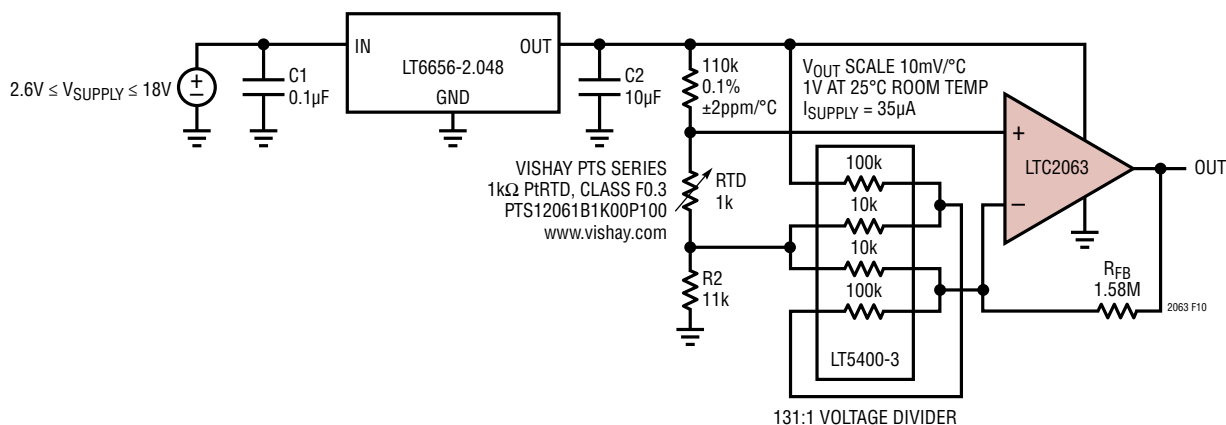 2.6V ≤ VSUPPLY ≤ 18V
+
−
C1
0.1µF
IN
OUT
LT6656-2.048
GND
C2
10µF
110k
0.1%
±2ppm/°C
VOUT SCALE 10mV/°C
1V AT 25°C ROOM TEMP
ISUPPLY = 35µA
VISHAY PTS SERIES
1kΩ PtRTD, CLASS F0.3
PTS12061B1K00P100
www.vishay.com
RTD
1k
R2
11k
100k
10k
10k
100k
LT5400-3
131:1 VOLTAGE DIVIDER
+
−
LTC2063
OUT
RFB
1.58M
2063 F10